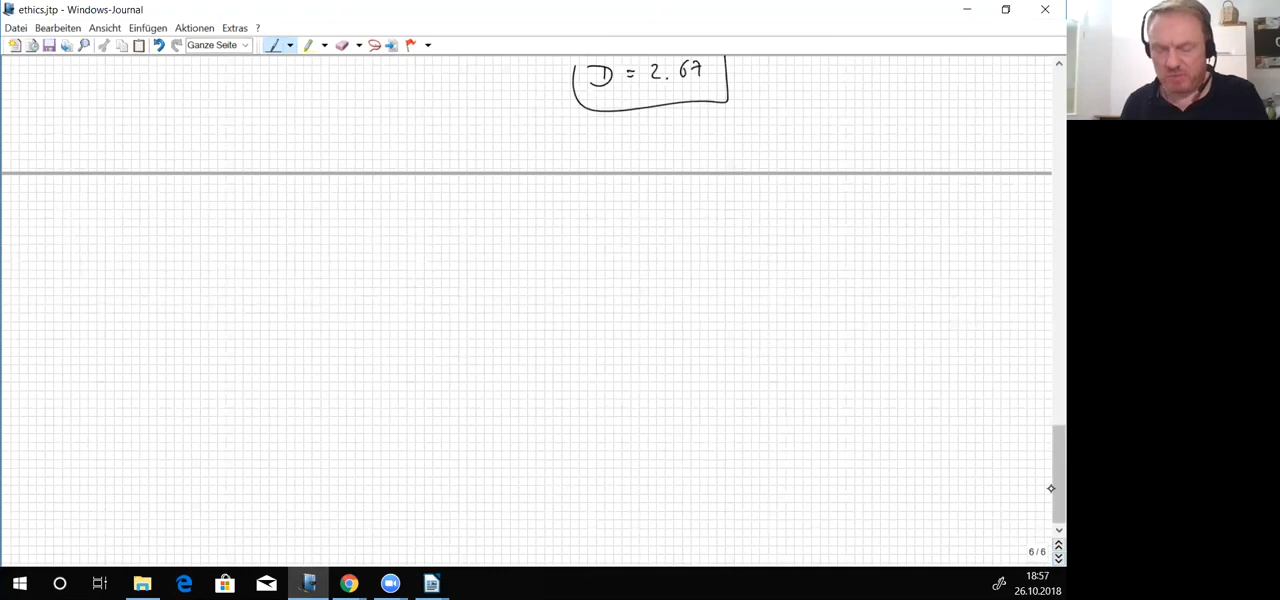 ethics.jtp - Windows-Journal
Datei Bearbeiten Ansicht Einfügen Aktionen Extras ?
Ganze Seite
D = 2.67
6 / 6
18:57
26.10.2018